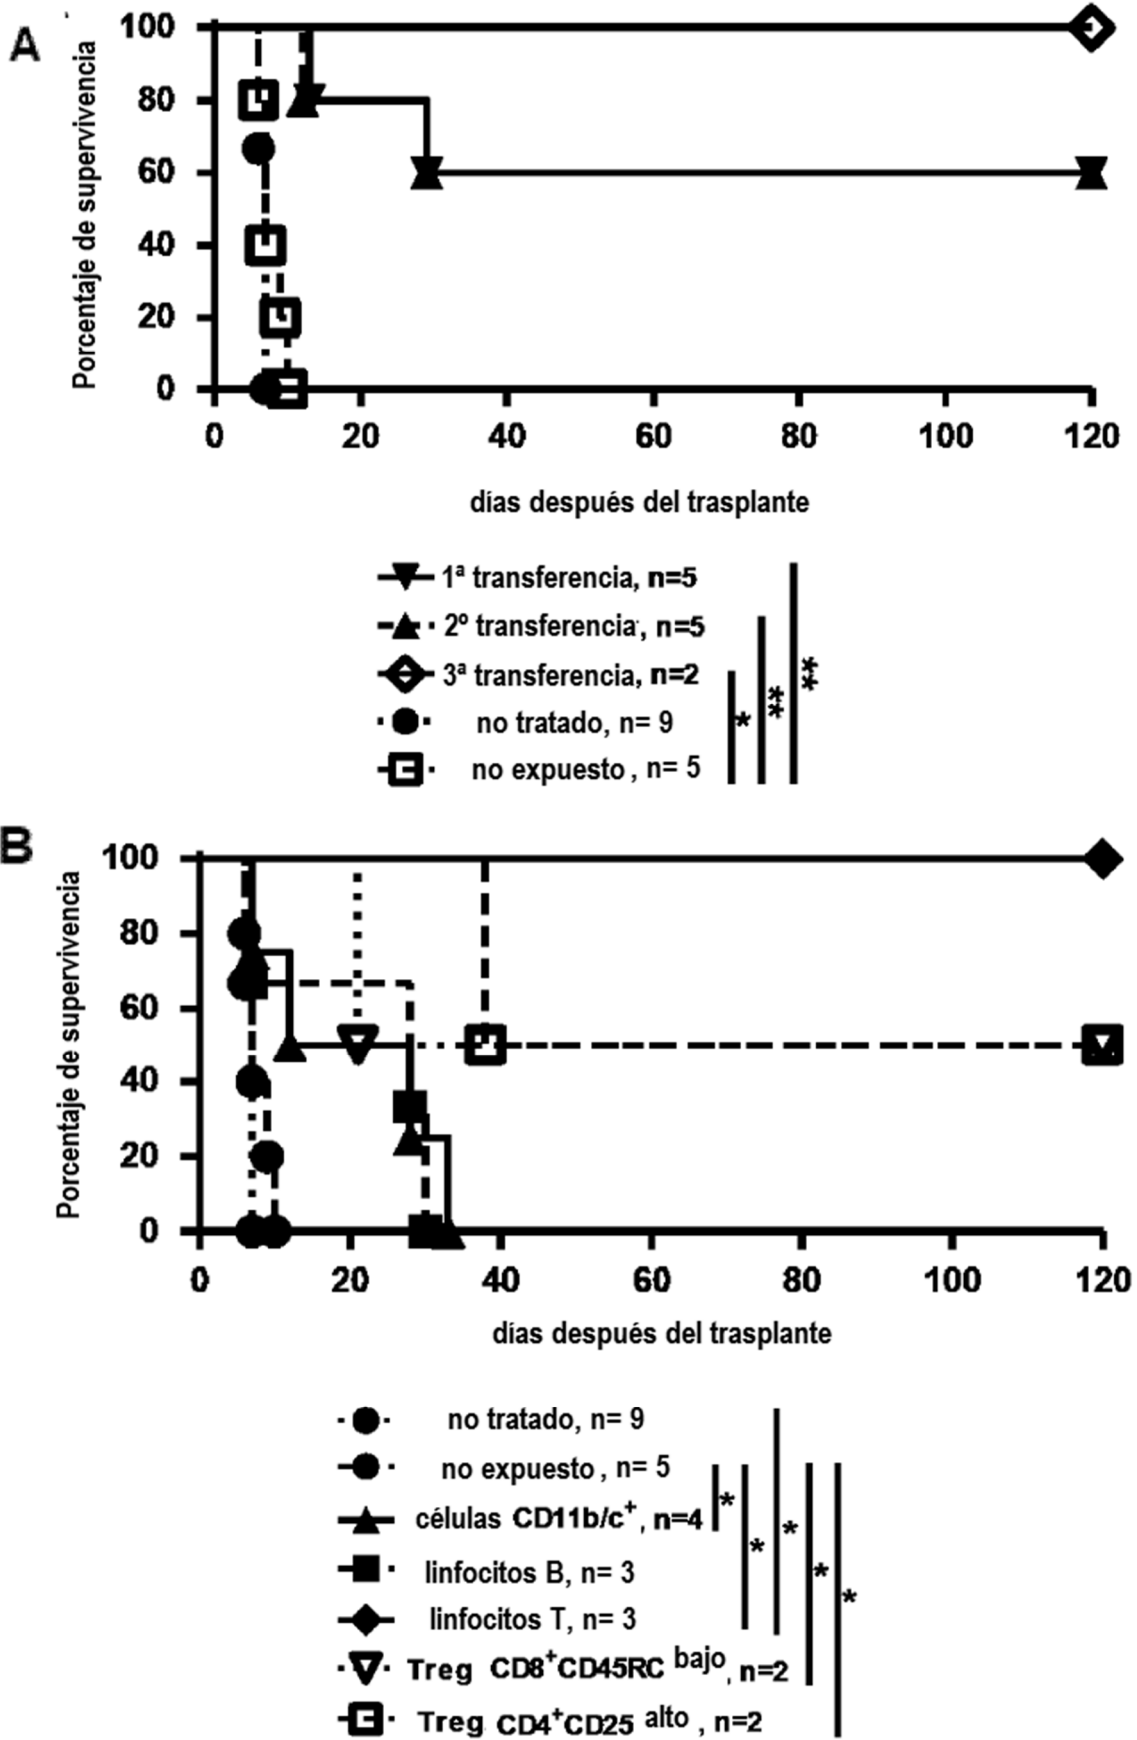 A
Porcentaje de supervivencia
100
80
60
40
20
0
0 20 40 60 80 100 120
días después del trasplante
1ª transferencia, n=5
2º transferencia, n=5
3ª transferencia, n=2
no tratado, n= 9
no expuesto, n= 5
*
**
**
B
Porcentaje de supervivencia
100
80
60
40
20
0
0 20 40 60 80 100 120
días después del trasplante
no tratado, n= 9
no expuesto, n= 5
células CD11b/c⁺, n=4
linfocitos B, n= 3
linfocitos T, n= 3
Treg CD8⁺CD45RC bajo, n=2
Treg CD4⁺CD25 alto, n=2
*
*
*
*
*